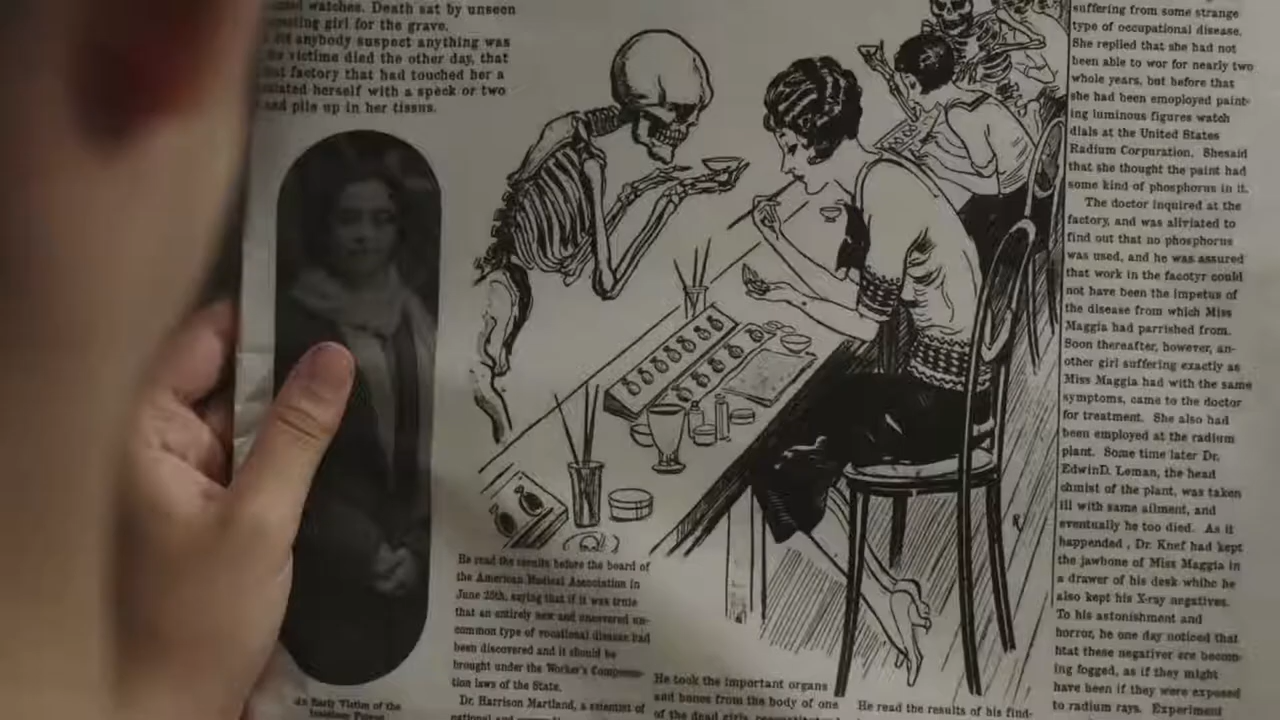 watches. Death sat by unseen
girl for the grave.
anybody suspect anything was
victime died the other day, that
factory that had touched her a
herself with a speck or two
and pile up in her tissus.
An Early Victim of the
He read the results before the board of
the American Medical Association in
June 25th, saying that if it was true
that an entirely new and uncovered un-
common type of vocational disease had
been discovered and it should be
brought under the Worker's Compensa-
tion laws of the State.
Dr. Harrison Martland, a scientist of
national and
He took the important organs
and bones from the body of one
of the dead girls,
He read the results of his find-
suffering from some strange
type of occupational disease.
She replied that she had not
been able to wor for nearly two
whole years, but before that
she had been emoployed paint-
ing luminous figures watch
dials at the United States
Radium Corpuration. Shesaid
that she thought the paint had
some kind of phosphorus in it.
The doctor inquired at the
factory, and was aliviated to
find out that no phosphorus
was used, and he was assured
that work in the facotyr could
not have been the impetus of
the disease from which Miss
Maggia had parrished from.
Soon thereafter, however, an-
other girl suffering exactly as
Miss Maggia had with the same
symptoms, came to the doctor
for treatment. She also had
been employed at the radium
plant. Some time later Dr.
EdwinD. Leman, the head
chmist of the plant, was taken
ill with same ailment, and
eventually he too died. As it
happended , Dr. Knef had kept
the jawbone of Miss Maggia in
a drawer of his desk whihc he
also kept his X-ray negatives.
To his astonishment and
horror, he one day noticed that
htat these negativer ere becom-
ing fogged, as if they might
have been if they were exposed
to radium rays. Experiment